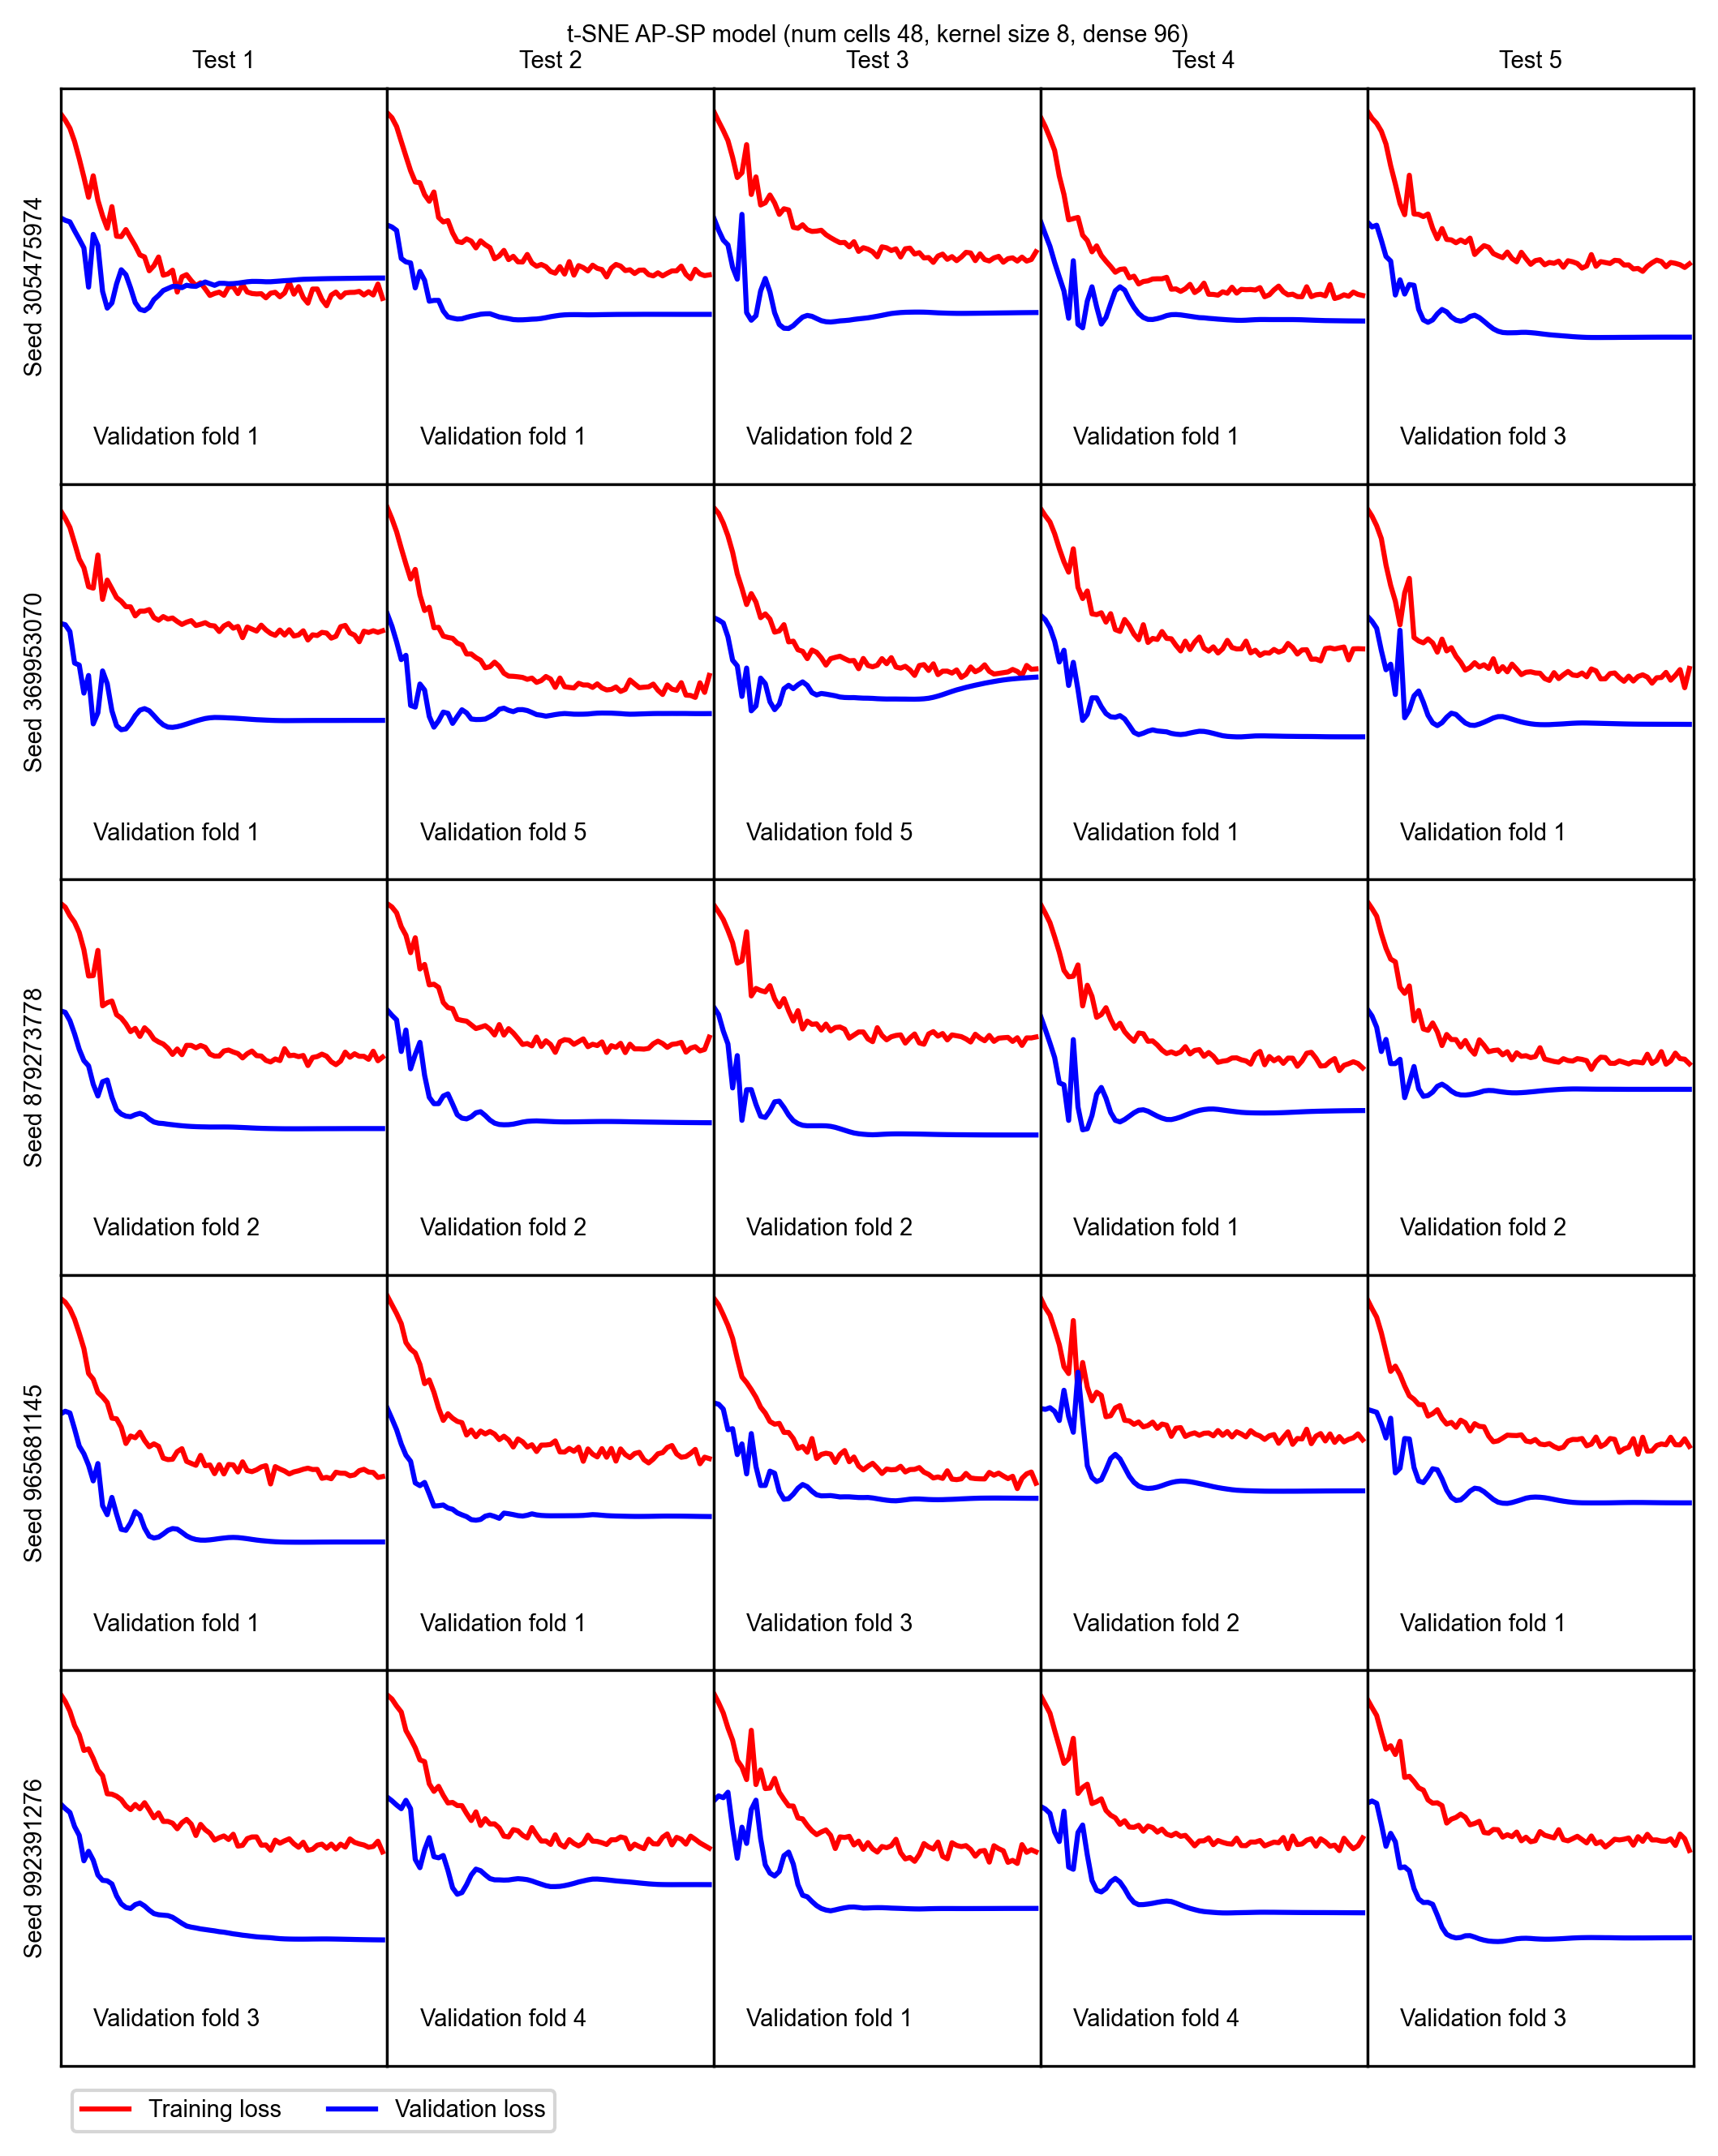 t-SNE AP-SP model (num cells 48, kernel size 8, dense 96)
Test 1 Test 2 Test 3 Test 4 Test 5
Seed 305475974
Validation fold 1 Validation fold 1 Validation fold 2 Validation fold 1 Validation fold 3
Seed 369953070
Validation fold 1 Validation fold 5 Validation fold 5 Validation fold 1 Validation fold 1
Seed 879273778
Validation fold 2 Validation fold 2 Validation fold 2 Validation fold 1 Validation fold 2
Seed 965681145
Validation fold 1 Validation fold 1 Validation fold 3 Validation fold 2 Validation fold 1
Seed 992391276
Validation fold 3 Validation fold 4 Validation fold 1 Validation fold 4 Validation fold 3
Training loss Validation loss